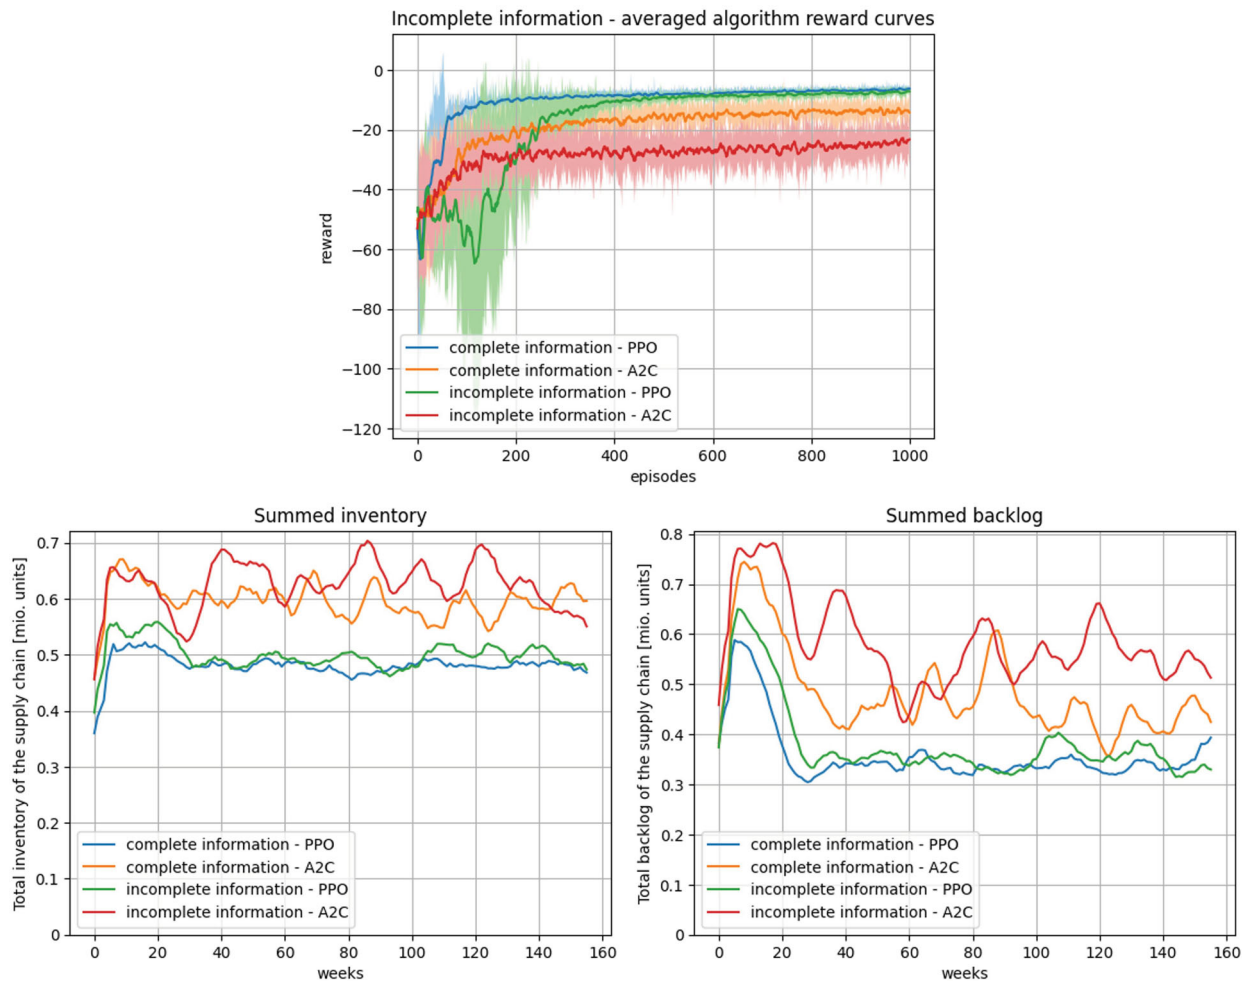 Incomplete information - averaged algorithm reward curves
0
−20
−40
−60
−80
−100
−120
reward
complete information - PPO
complete information - A2C
incomplete information - PPO
incomplete information - A2C
0 200 400 600 800 1000
episodes
Summed inventory
0.7
0.6
0.5
0.4
0.3
0.2
0.1
0
Total inventory of the supply chain [mio. units]
complete information - PPO
complete information - A2C
incomplete information - PPO
incomplete information - A2C
0 20 40 60 80 100 120 140 160
weeks
Summed backlog
0.8
0.7
0.6
0.5
0.4
0.3
0.2
0.1
0
Total backlog of the supply chain [mio. units]
complete information - PPO
complete information - A2C
incomplete information - PPO
incomplete information - A2C
0 20 40 60 80 100 120 140 160
weeks